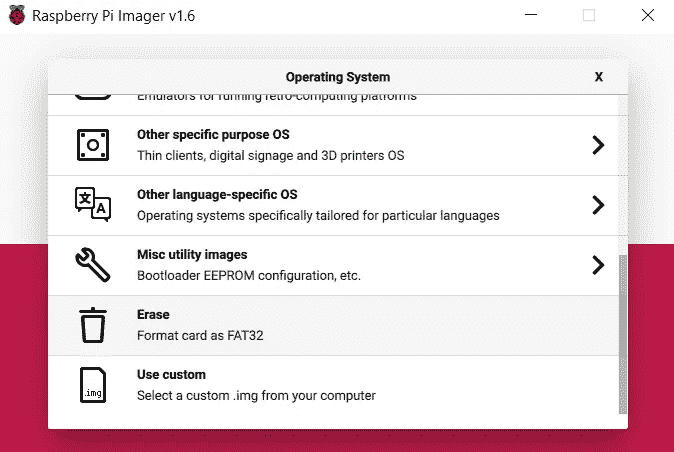 Raspberry Pi Imager v1.6
Operating System
X
Emulators for running retro-computing platforms
Other specific purpose OS
Thin clients, digital signage and 3D printers OS
Other language-specific OS
Operating systems specifically tailored for particular languages
Misc utility images
Bootloader EEPROM configuration, etc.
Erase
Format card as FAT32
Use custom
.img
Select a custom .img from your computer